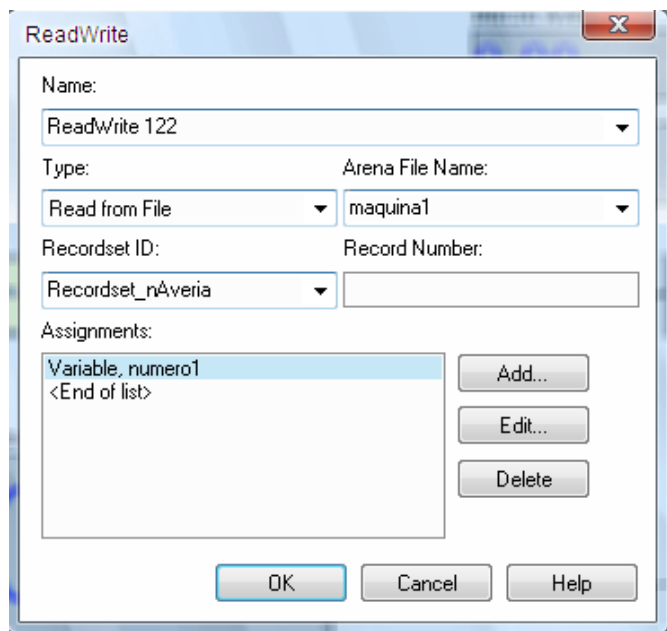 ReadWrite
Name:
ReadWrite 122
Type: Arena File Name:
Read from File maquina1
Recordset ID: Record Number:
Recordset_nAveria
Assignments:
Variable, numero1
<End of list>
Add...
Edit...
Delete
OK Cancel Help